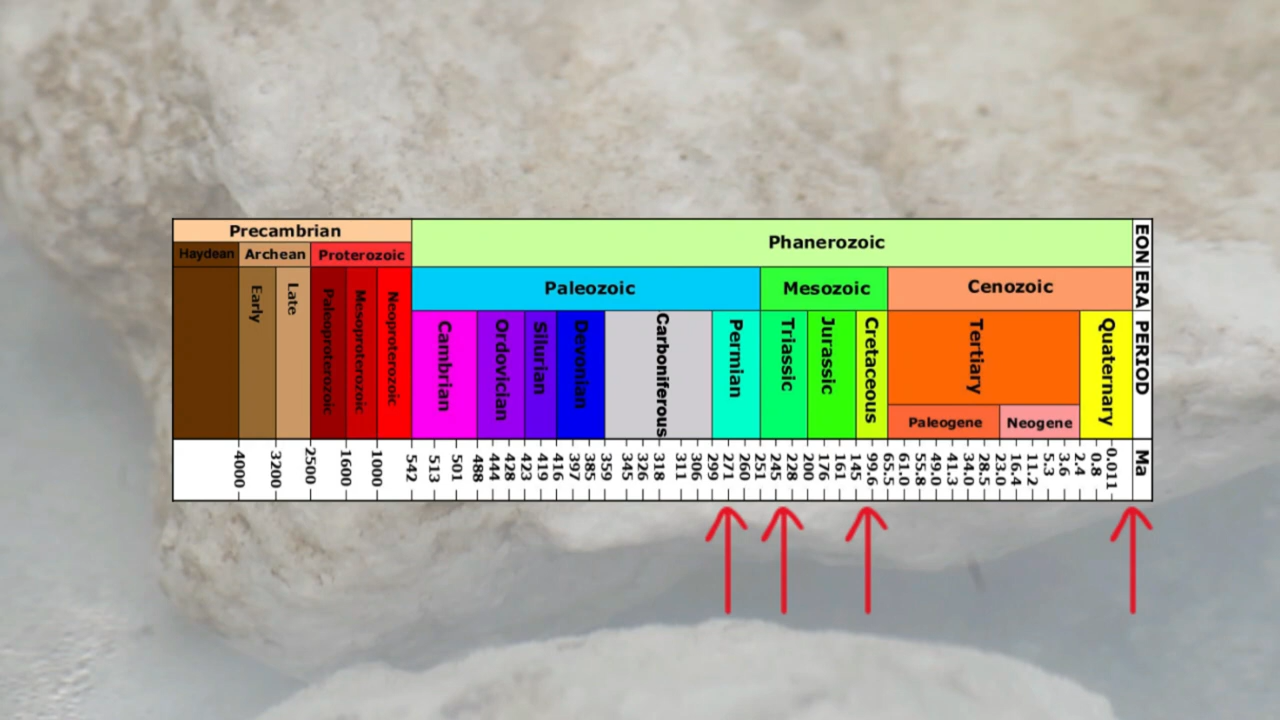 Precambrian
Phanerozoic
EON
Haydean
Archean
Proterozoic
Paleozoic
Mesozoic
Cenozoic
ERA
Early
Late
Paleoproterozoic
Mesoproterozoic
Neoproterozoic
Cambrian
Ordovician
Silurian
Devonian
Carboniferous
Permian
Triassic
Jurassic
Cretaceous
Tertiary
Quaternary
PERIOD
Paleogene
Neogene
4000
3200
2500
1600
1000
542
513
501
488
444
428
423
419
416
397
385
359
345
326
318
311
299
271
260
251
245
228
200
176
161
145
99.6
65.5
61.0
55.8
49.0
41.3
34.0
28.5
23.0
16.4
11.2
5.3
3.6
2.4
0.8
0.011
Ma